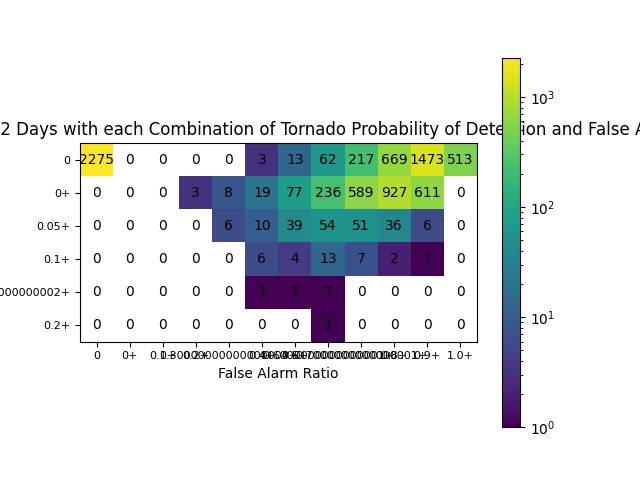 2 Days with each Combination of Tornado Probability of Detection and False A
0 2275 0 0 0 0 3 13 62 217 669 1473 513
0+ 0 0 0 3 8 19 77 236 589 927 611 0
0.05+ 0 0 0 0 6 10 39 54 51 36 6 0
0.1+ 0 0 0 0 0 6 4 13 7 2 1 0
000000002+ 0 0 0 0 0 1 1 1 0 0 0 0
0.2+ 0 0 0 0 0 0 0 1 0 0 0 0
0 0+ 0.9+ 1.0+
False Alarm Ratio
10³
10²
10¹
10⁰